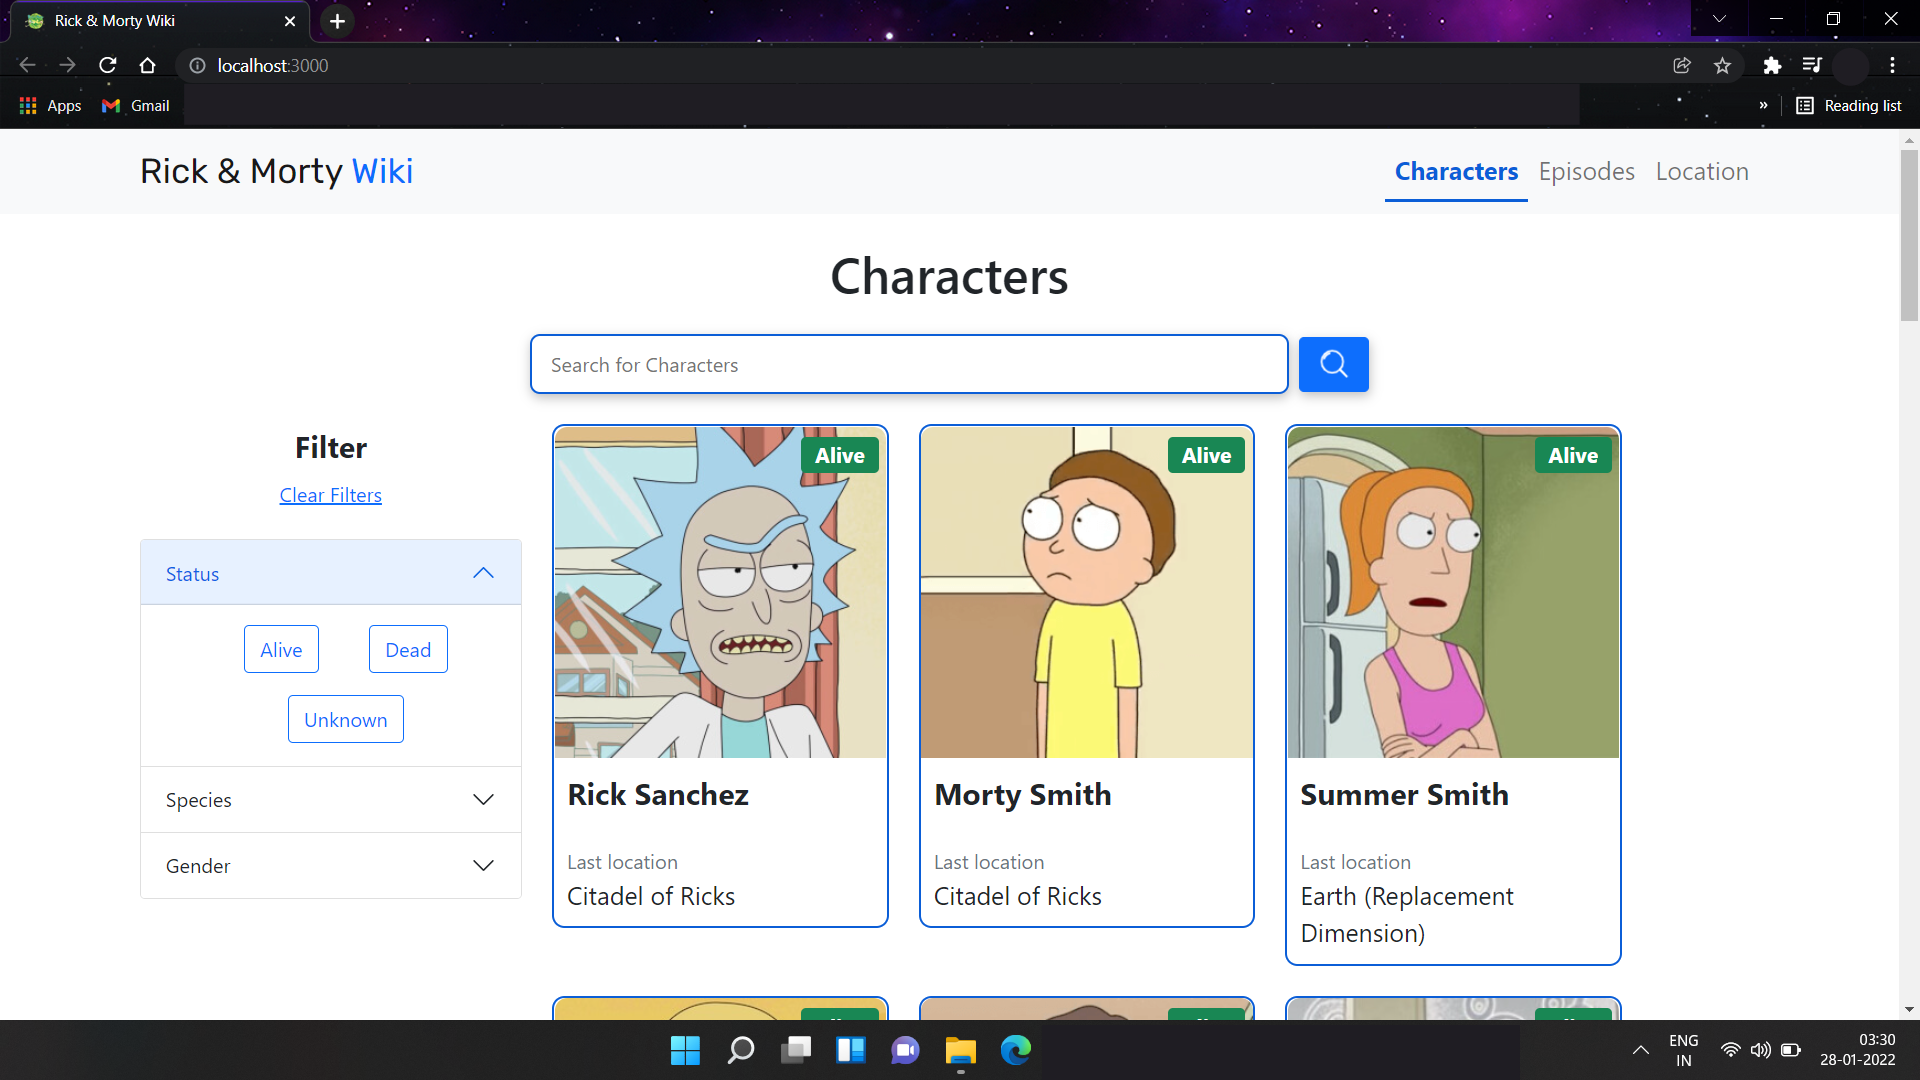 Rick & Morty Wiki
localhost:3000
Apps
Gmail
»
Reading list
Rick & Morty Wiki
Characters
Episodes
Location
Characters
Search for Characters
Filter
Clear Filters
Status
Alive
Dead
Unknown
Species
Gender
Alive
Rick Sanchez
Last location
Citadel of Ricks
Alive
Morty Smith
Last location
Citadel of Ricks
Alive
Summer Smith
Last location
Earth (Replacement
Dimension)
ENG
IN
03:30
28-01-2022